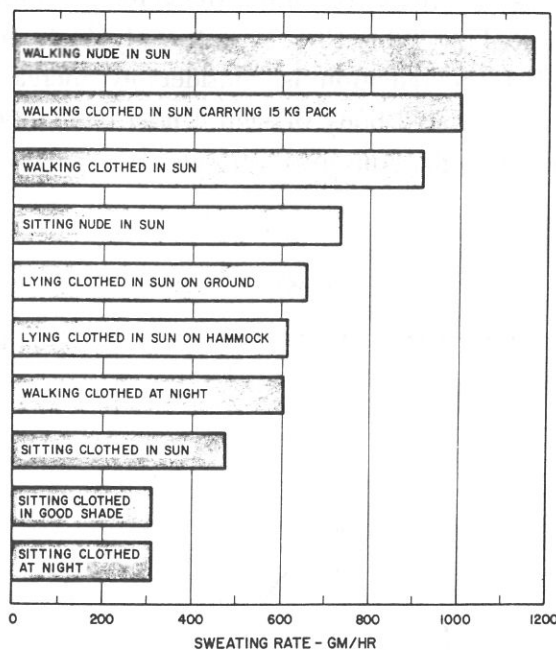 WALKING NUDE IN SUN
WALKING CLOTHED IN SUN CARRYING 15 KG PACK
WALKING CLOTHED IN SUN
SITTING NUDE IN SUN
LYING CLOTHED IN SUN ON GROUND
LYING CLOTHED IN SUN ON HAMMOCK
WALKING CLOTHED AT NIGHT
SITTING CLOTHED IN SUN
SITTING CLOTHED
IN GOOD SHADE
SITTING CLOTHED
AT NIGHT
0 200 400 600 800 1000 1200
SWEATING RATE - GM/HR